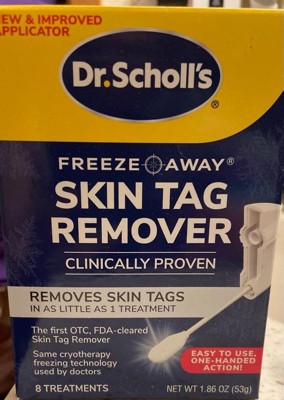 NEW & IMPROVED
APPLICATOR
Dr.Scholl's®
FREEZE AWAY®
SKIN TAG
REMOVER
CLINICALLY PROVEN
REMOVES SKIN TAGS
IN AS LITTLE AS 1 TREATMENT
The first OTC, FDA-cleared
Skin Tag Remover
Same cryotherapy
freezing technology
used by doctors
EASY TO USE,
ONE-HANDED
ACTION!
8 TREATMENTS
NET WT 1.86 OZ (53g)